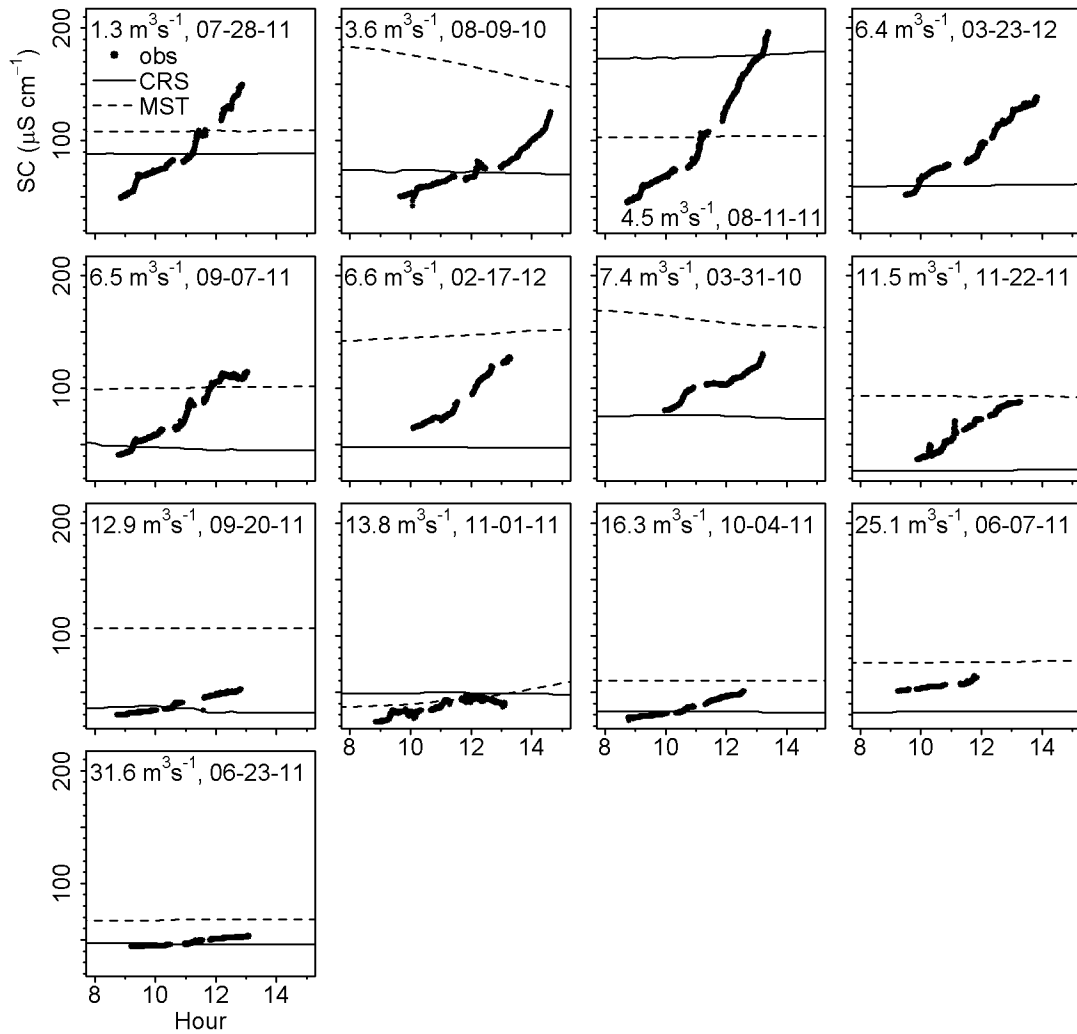 1.3 m³s⁻¹, 07-28-11
obs
CRS
MST
3.6 m³s⁻¹, 08-09-10
4.5 m³s⁻¹, 08-11-11
6.4 m³s⁻¹, 03-23-12
SC (μS cm⁻¹)
100
200
6.5 m³s⁻¹, 09-07-11
6.6 m³s⁻¹, 02-17-12
7.4 m³s⁻¹, 03-31-10
11.5 m³s⁻¹, 11-22-11
100
200
12.9 m³s⁻¹, 09-20-11
13.8 m³s⁻¹, 11-01-11
16.3 m³s⁻¹, 10-04-11
25.1 m³s⁻¹, 06-07-11
100
200
8 10 12 14
8 10 12 14
8 10 12 14
31.6 m³s⁻¹, 06-23-11
100
200
8 10 12 14
Hour